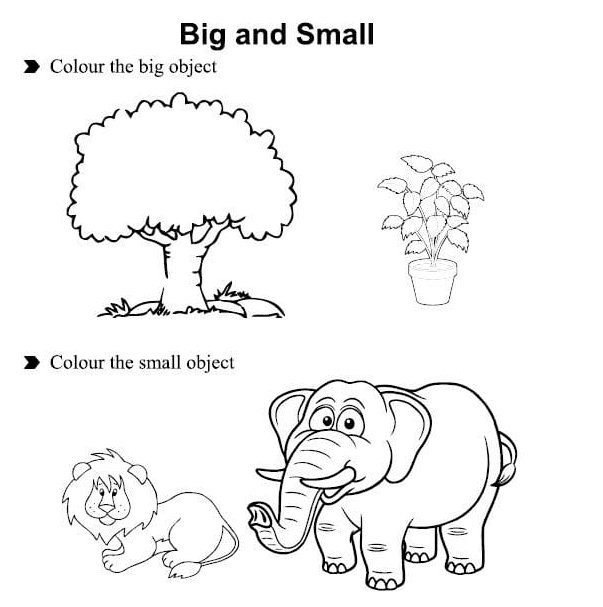 Big and Small
Colour the big object
Colour the small object